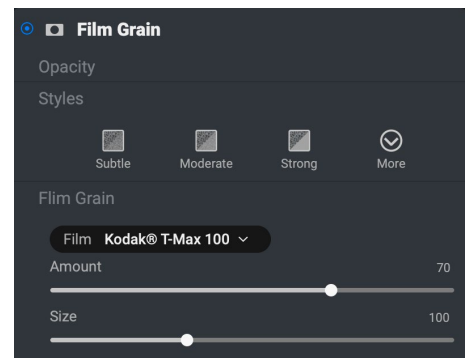 Film Grain
Opacity
Styles
Subtle Moderate Strong More
Flim Grain
Film Kodak® T-Max 100
Amount 70
Size 100